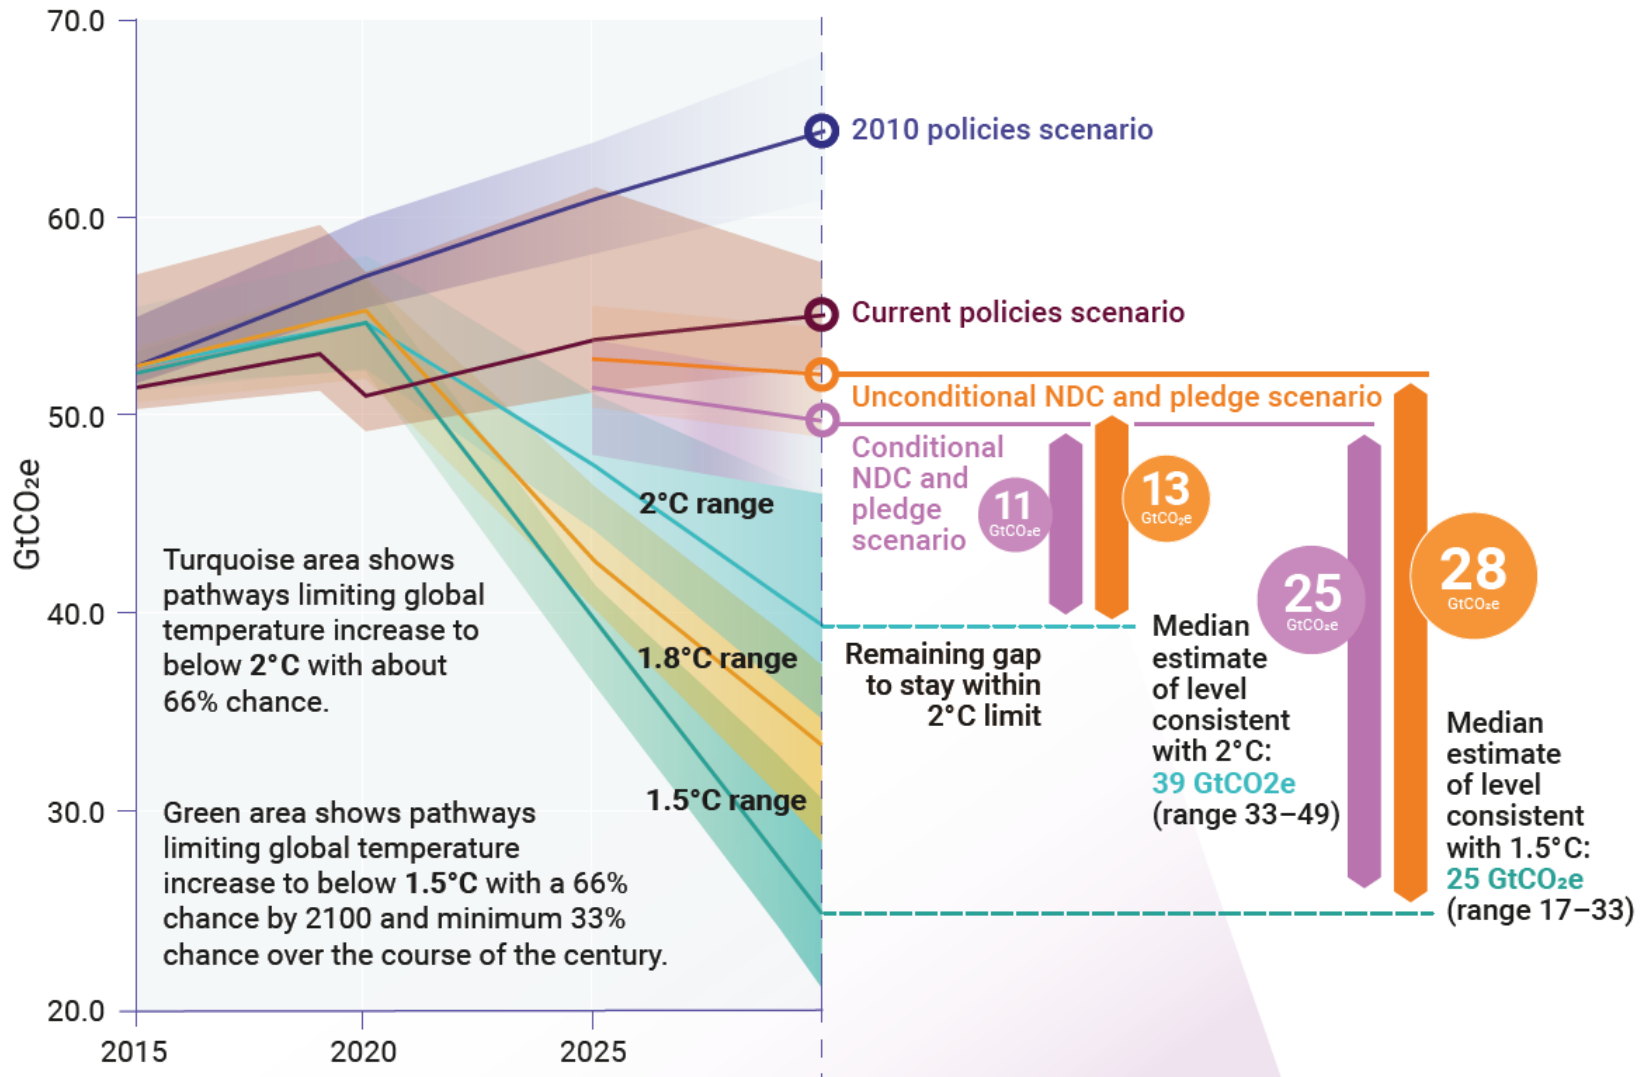 70.0
60.0
50.0
40.0
30.0
20.0
GtCO₂e
2015
2020
2025
2010 policies scenario
Current policies scenario
Unconditional NDC and pledge scenario
Conditional
NDC and
pledge
scenario
11
GtCO₂e
13
GtCO₂e
25
GtCO₂e
28
GtCO₂e
2°C range
1.8°C range
1.5°C range
Turquoise area shows
pathways limiting global
temperature increase to
below 2°C with about
66% chance.
Green area shows pathways
limiting global temperature
increase to below 1.5°C with a 66%
chance by 2100 and minimum 33%
chance over the course of the century.
Remaining gap
to stay within
2°C limit
Median
estimate
of level
consistent
with 2°C:
39 GtCO2e
(range 33–49)
Median
estimate
of level
consistent
with 1.5°C:
25 GtCO₂e
(range 17–33)